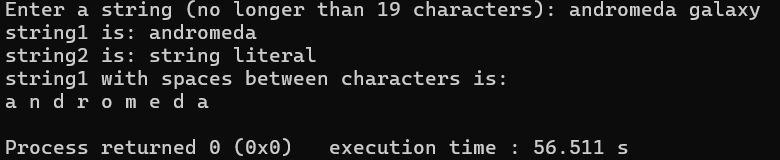 Enter a string (no longer than 19 characters): andromeda galaxy
string1 is: andromeda
string2 is: string literal
string1 with spaces between characters is:
a n d r o m e d a
Process returned 0 (0x0)   execution time : 56.511 s